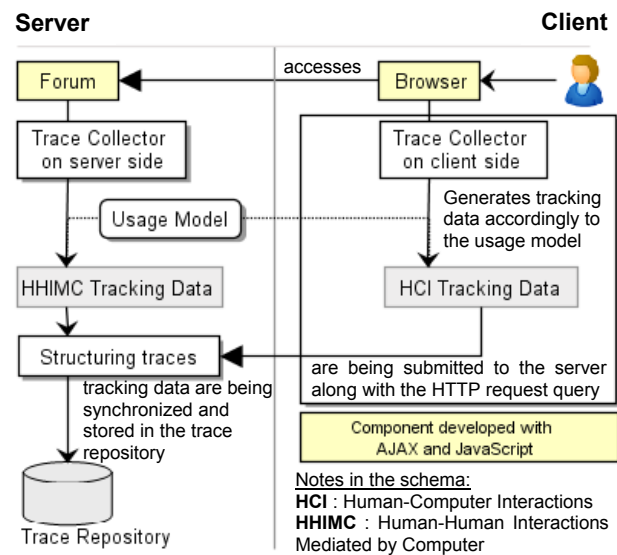 Server
Client
Forum
accesses
Browser
Trace Collector
on server side
Trace Collector
on client side
Usage Model
Generates tracking
data accordingly to
the usage model
HHIMC Tracking Data
HCI Tracking Data
Structuring traces
are being submitted to the server
along with the HTTP request query
tracking data are being
synchronized and
stored in the trace
repository
Component developed with
AJAX and JavaScript
Trace Repository
Notes in the schema:
HCI : Human-Computer Interactions
HHIMC : Human-Human Interactions
Mediated by Computer